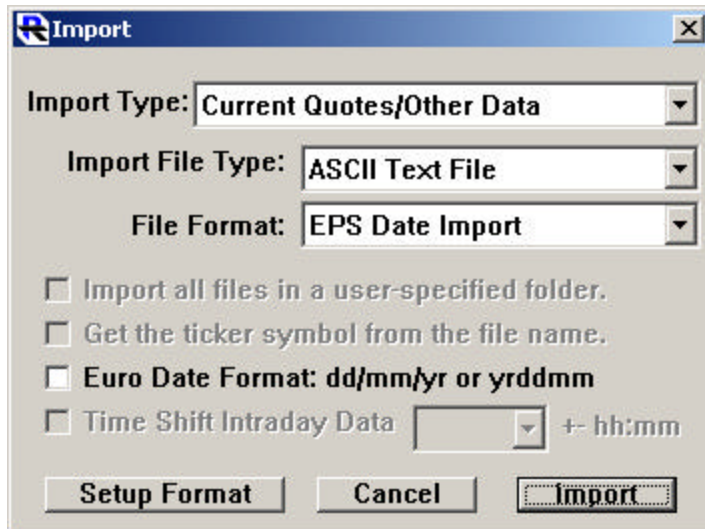 Import
Import Type: Current Quotes/Other Data
Import File Type: ASCII Text File
File Format: EPS Date Import
Import all files in a user-specified folder.
Get the ticker symbol from the file name.
Euro Date Format: dd/mm/yr or yrddmm
Time Shift Intraday Data +- hh:mm
Setup Format Cancel Import